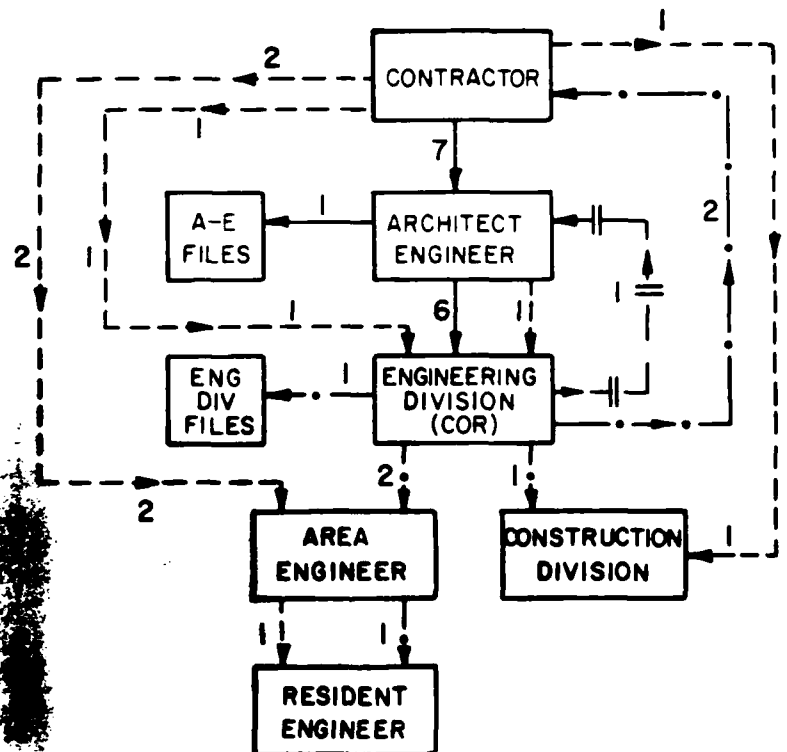 1
2
CONTRACTOR
1
7
2
A-E
FILES
1
ARCHITECT
ENGINEER
2
1
6
1
1
1
ENG
DIV
FILES
1
ENGINEERING
DIVISION
(COR)
2
1
2
AREA
ENGINEER
CONSTRUCTION
DIVISION
1
1
1
RESIDENT
ENGINEER